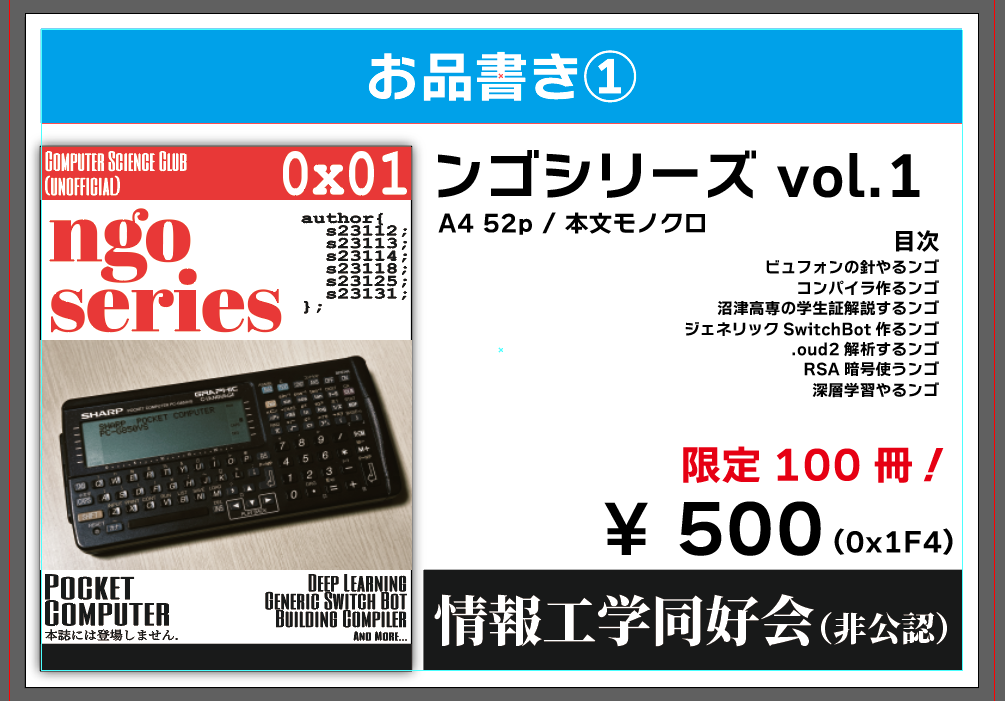 お品書き①
COMPUTER SCIENCE CLUB
(UNOFFICIAL)
0x01
ngo
series
author{
s23112;
s23113;
s23114;
s23118;
s23125;
s23131;
};
SHARP POCKET COMPUTER PC-G850VS
GRAPHIC
C-LANGUAGE
SHARP POCKET COMPUTER
PC-G850VS
POCKET
COMPUTER
本誌には登場しません.
DEEP LEARNING
GENERIC SWITCH BOT
BUILDING COMPILER
AND MORE...
ンゴシリーズ vol.1
A4 52p / 本文モノクロ
目次
ビュフォンの針やるンゴ
コンパイラ作るンゴ
沼津高専の学生証解説するンゴ
ジェネリック SwitchBot 作るンゴ
.oud2 解析するンゴ
RSA 暗号使うンゴ
深層学習やるンゴ
限定 100 冊！
¥ 500 (0x1F4)
情報工学同好会(非公認)